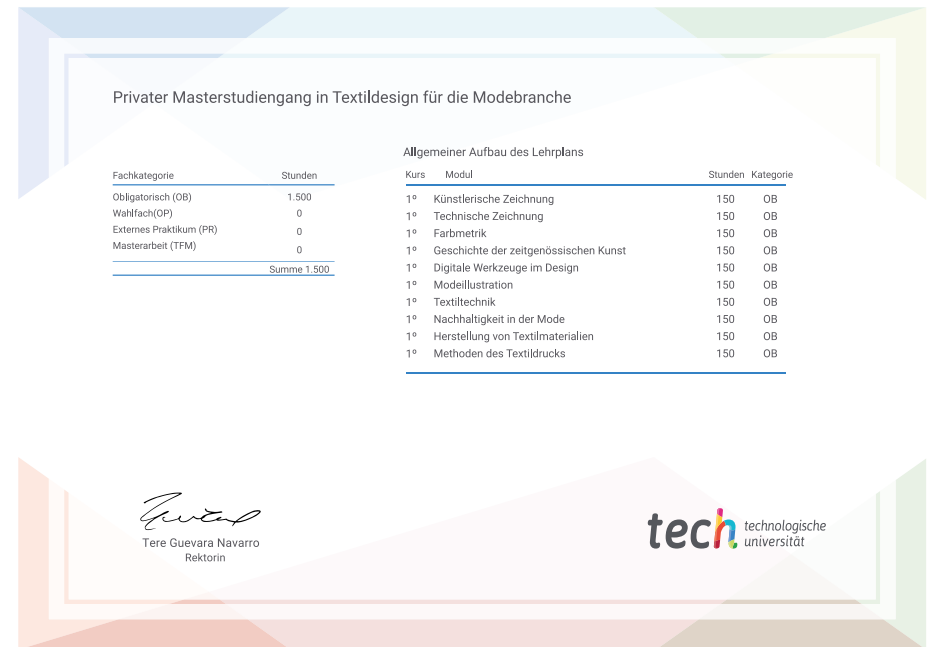 Privater Masterstudiengang in Textildesign für die Modebranche
Fachkategorie Stunden
Obligatorisch (OB) 1.500
Wahlfach(OP) 0
Externes Praktikum (PR) 0
Masterarbeit (TFM) 0
Summe 1.500
Allgemeiner Aufbau des Lehrplans
Kurs Modul Stunden Kategorie
1º Künstlerische Zeichnung 150 OB
1º Technische Zeichnung 150 OB
1º Farbmetrik 150 OB
1º Geschichte der zeitgenössischen Kunst 150 OB
1º Digitale Werkzeuge im Design 150 OB
1º Modeillustration 150 OB
1º Textiltechnik 150 OB
1º Nachhaltigkeit in der Mode 150 OB
1º Herstellung von Textilmaterialien 150 OB
1º Methoden des Textildrucks 150 OB
Tere Guevara Navarro
Rektorin
tech technologische
universität